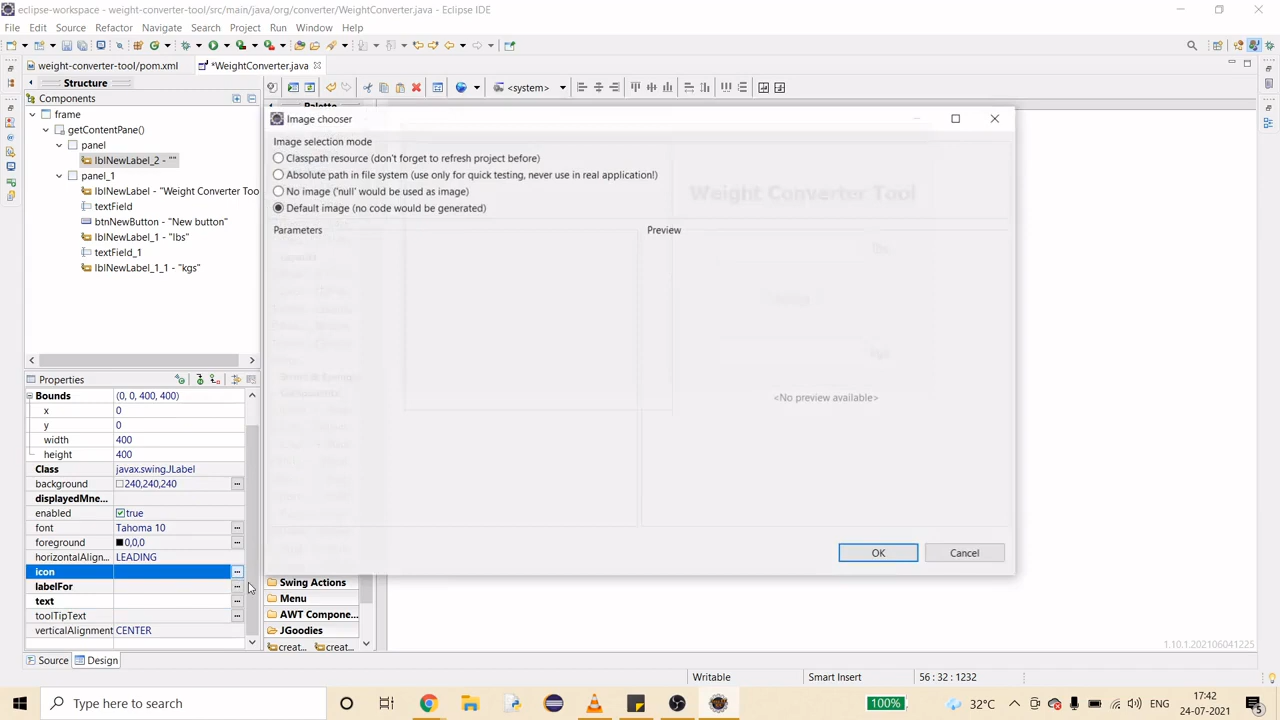 eclipse-workspace - weight-converter-tool/src/main/java/org/converter/WeightConverter.java - Eclipse IDE
File Edit Source Refactor Navigate Search Project Run Window Help
weight-converter-tool/pom.xml *WeightConverter.java
Structure Palette <system>
Components
frame
getContentPane()
panel
lblNewLabel_2 - ""
panel_1
lblNewLabel - "Weight Converter Too
textField
btnNewButton - "New button"
lblNewLabel_1 - "lbs"
textField_1
lblNewLabel_1_1 - "kgs"
Image chooser
Image selection mode
Classpath resource (don't forget to refresh project before)
Absolute path in file system (use only for quick testing, never use in real application!)
No image ('null' would be used as image)
Default image (no code would be generated)
Parameters Preview
Weight Converter Tool
<No preview available>
OK Cancel
Properties
Bounds (0, 0, 400, 400)
x 0
y 0
width 400
height 400
Class javax.swing.JLabel
background 240,240,240
displayedMne...
enabled true
font Tahoma 10
foreground 0,0,0
horizontalAlign... LEADING
icon
labelFor
text
toolTipText
verticalAlignment CENTER
Swing Actions
Menu
AWT Compone...
JGoodies
creat... creat...
1.10.1.202106041225
Source Design
Writable Smart Insert 56 : 32 : 1232
Type here to search
100% 32°C ENG 17:42
24-07-2021 5